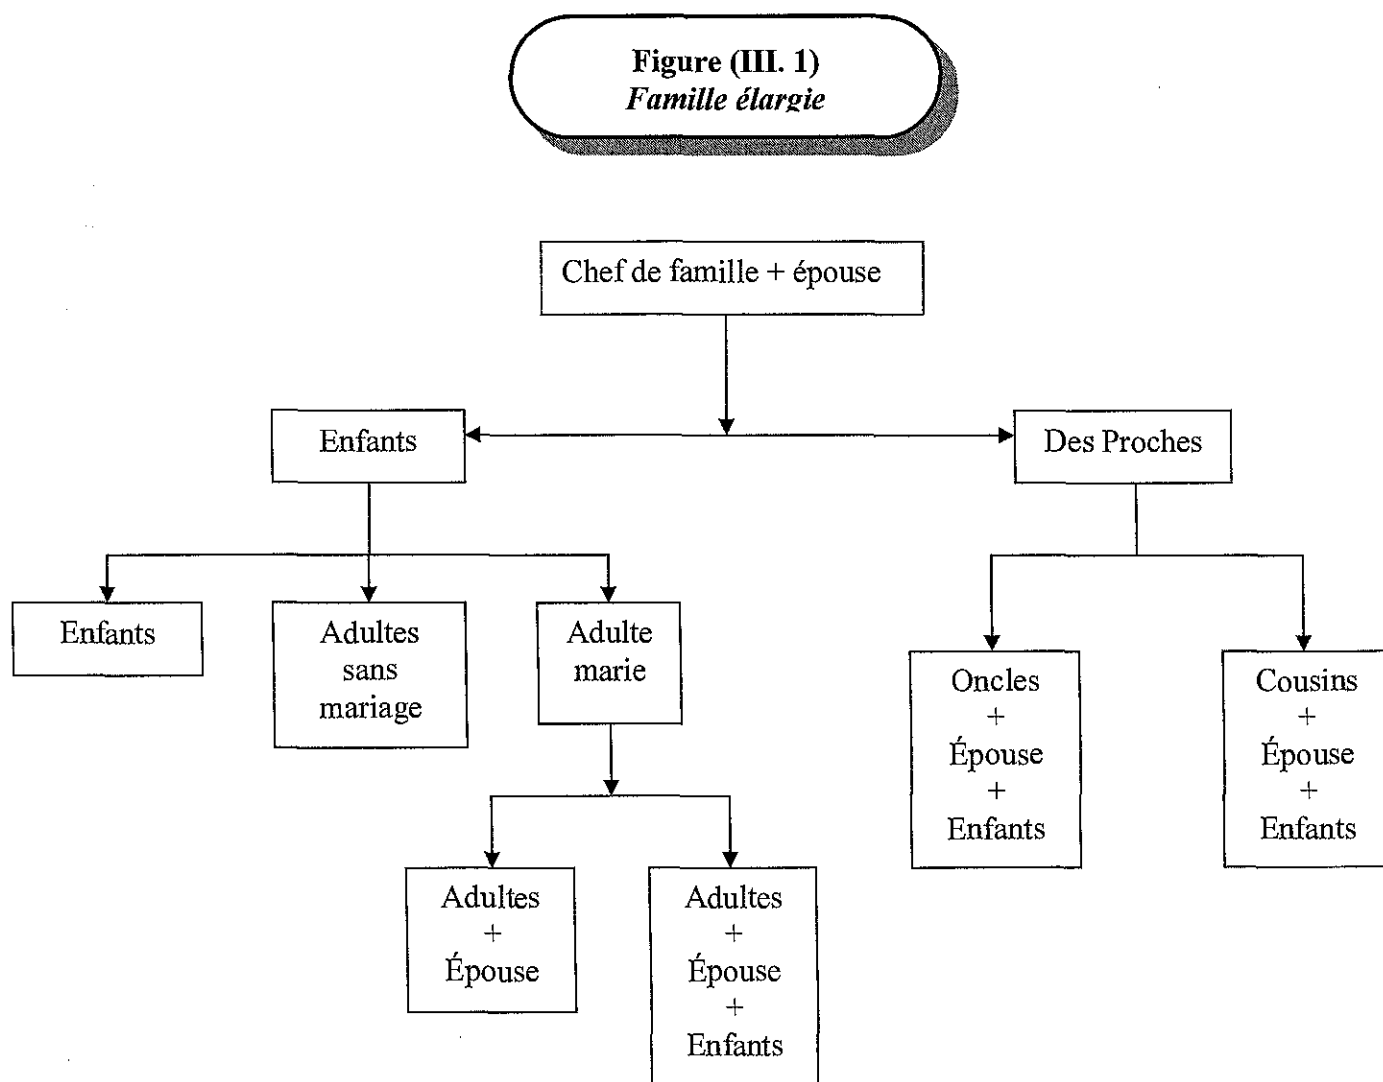 Figure (III. 1)
Famille élargie
Chef de famille + épouse
Enfants
Des Proches
Enfants
Adultes
sans
mariage
Adulte
marie
Oncles
+
Épouse
+
Enfants
Cousins
+
Épouse
+
Enfants
Adultes
+
Épouse
Adultes
+
Épouse
+
Enfants